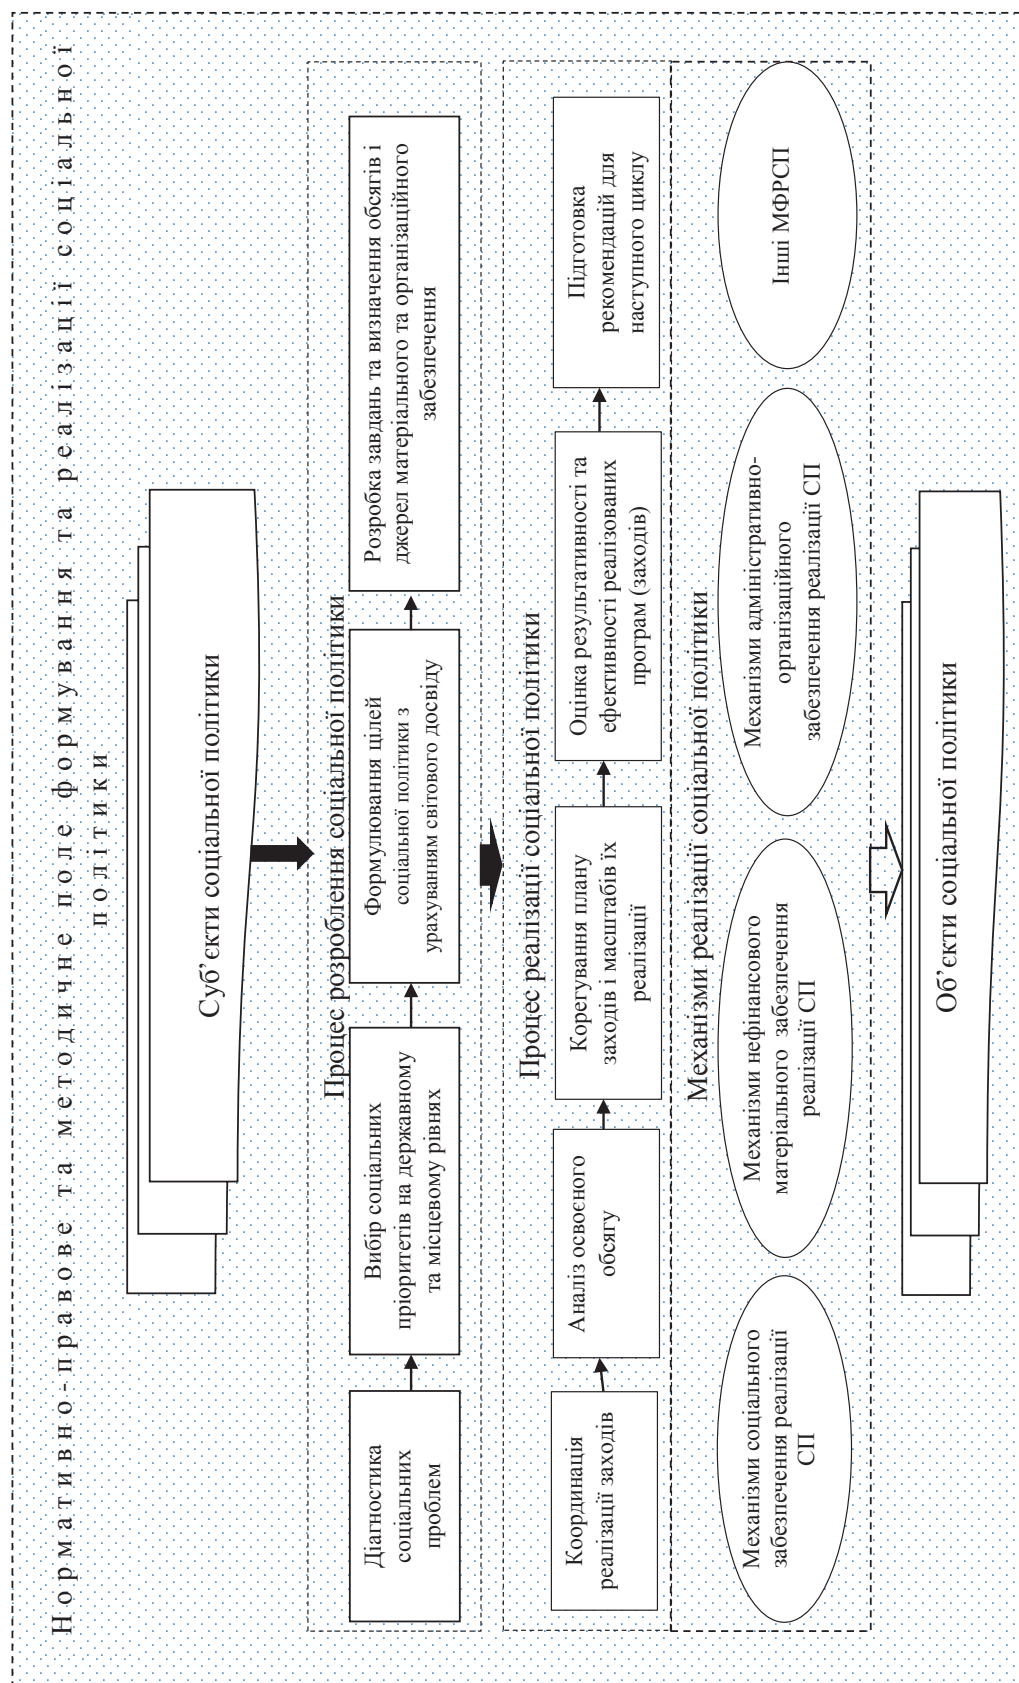 Нормативно-правове та методичне поле формування та реалізації соціальної
політики
Суб’єкти соціальної політики
Процес розроблення соціальної політики
Діагностика
соціальних
проблем
Вибір соціальних
пріоритетів на державному
та місцевому рівнях
Формулювання цілей
соціальної політики з
урахуванням світового досвіду
Розробка завдань та визначення обсягів і
джерел матеріального та організаційного
забезпечення
Процес реалізації соціальної політики
Координація
реалізації заходів
Аналіз освоєного
обсягу
Корегування плану
заходів і масштабів їх
реалізації
Оцінка результативності та
ефективності реалізованих
програм (заходів)
Підготовка
рекомендацій для
наступного циклу
Механізми реалізації соціальної політики
Механізми соціального
забезпечення реалізації
СП
Механізми нефінансового
матеріального забезпечення
реалізації СП
Механізми адміністративно-
організаційного
забезпечення реалізації СП
Інші МФРСП
Об’єкти соціальної політики